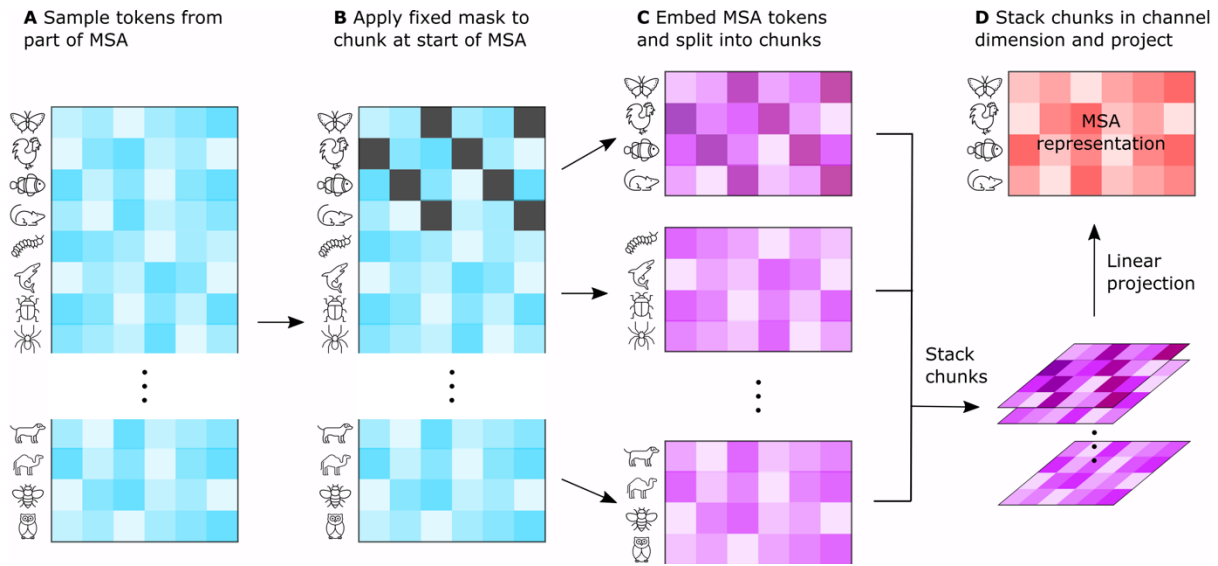 A Sample tokens from
part of MSA
B Apply fixed mask to
chunk at start of MSA
C Embed MSA tokens
and split into chunks
D Stack chunks in channel
dimension and project
MSA
representation
Linear
projection
Stack
chunks